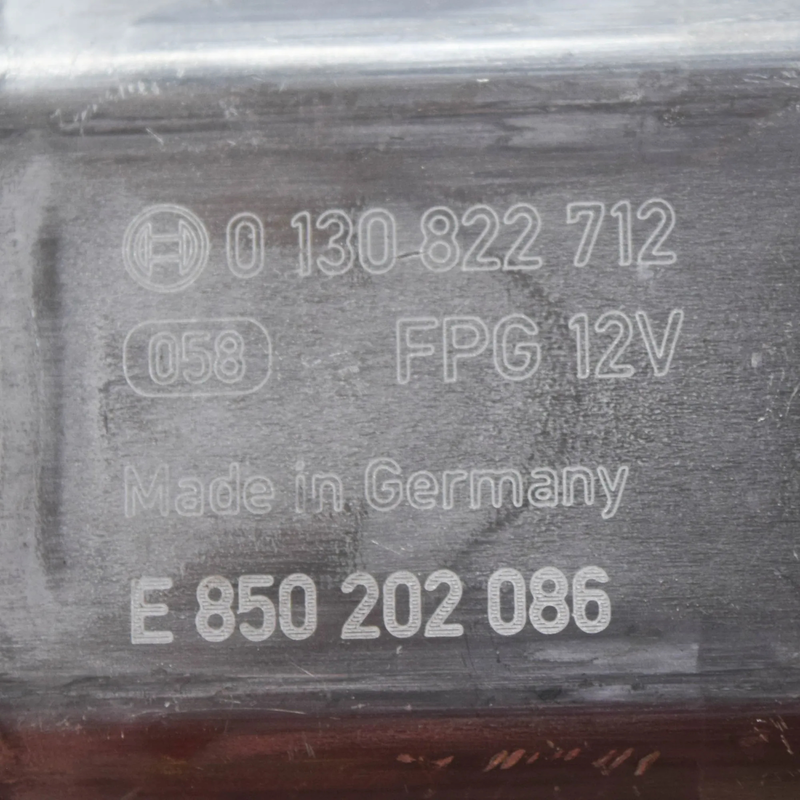 0 130 822 712
058 FPG 12V
Made in Germany
E 850 202 086